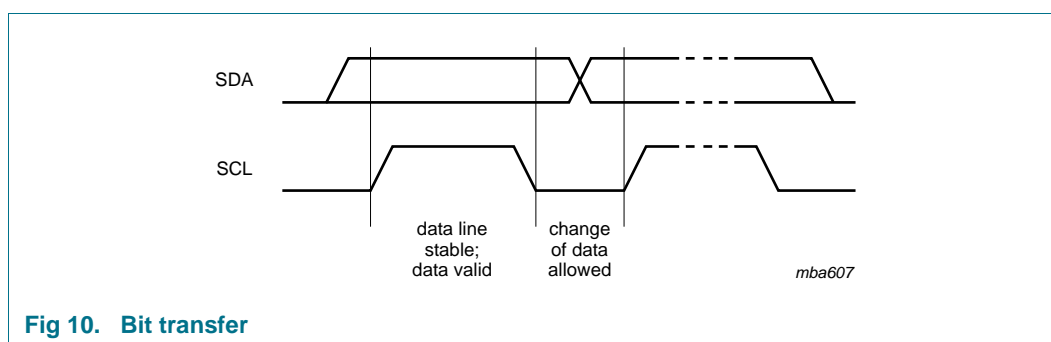 SDA
SCL
data line
stable;
data valid
change
of data
allowed
mba607
Fig 10. Bit transfer